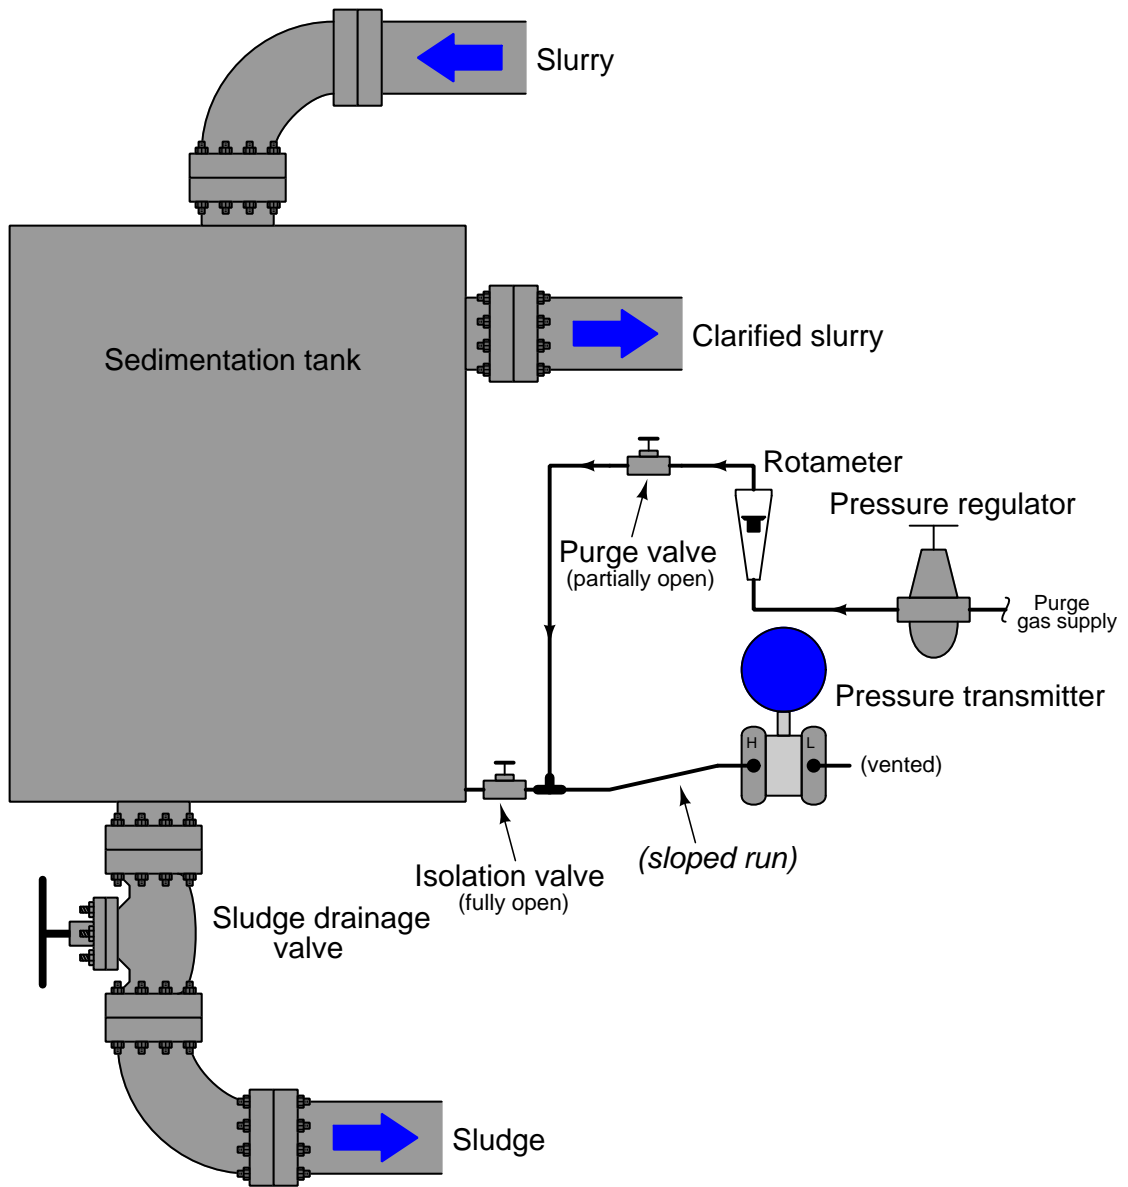 Slurry
Clarified slurry
Sedimentation tank
Rotameter
Pressure regulator
Purge valve
(partially open)
Purge
gas supply
Pressure transmitter
H
L
(vented)
(sloped run)
Isolation valve
(fully open)
Sludge drainage
valve
Sludge